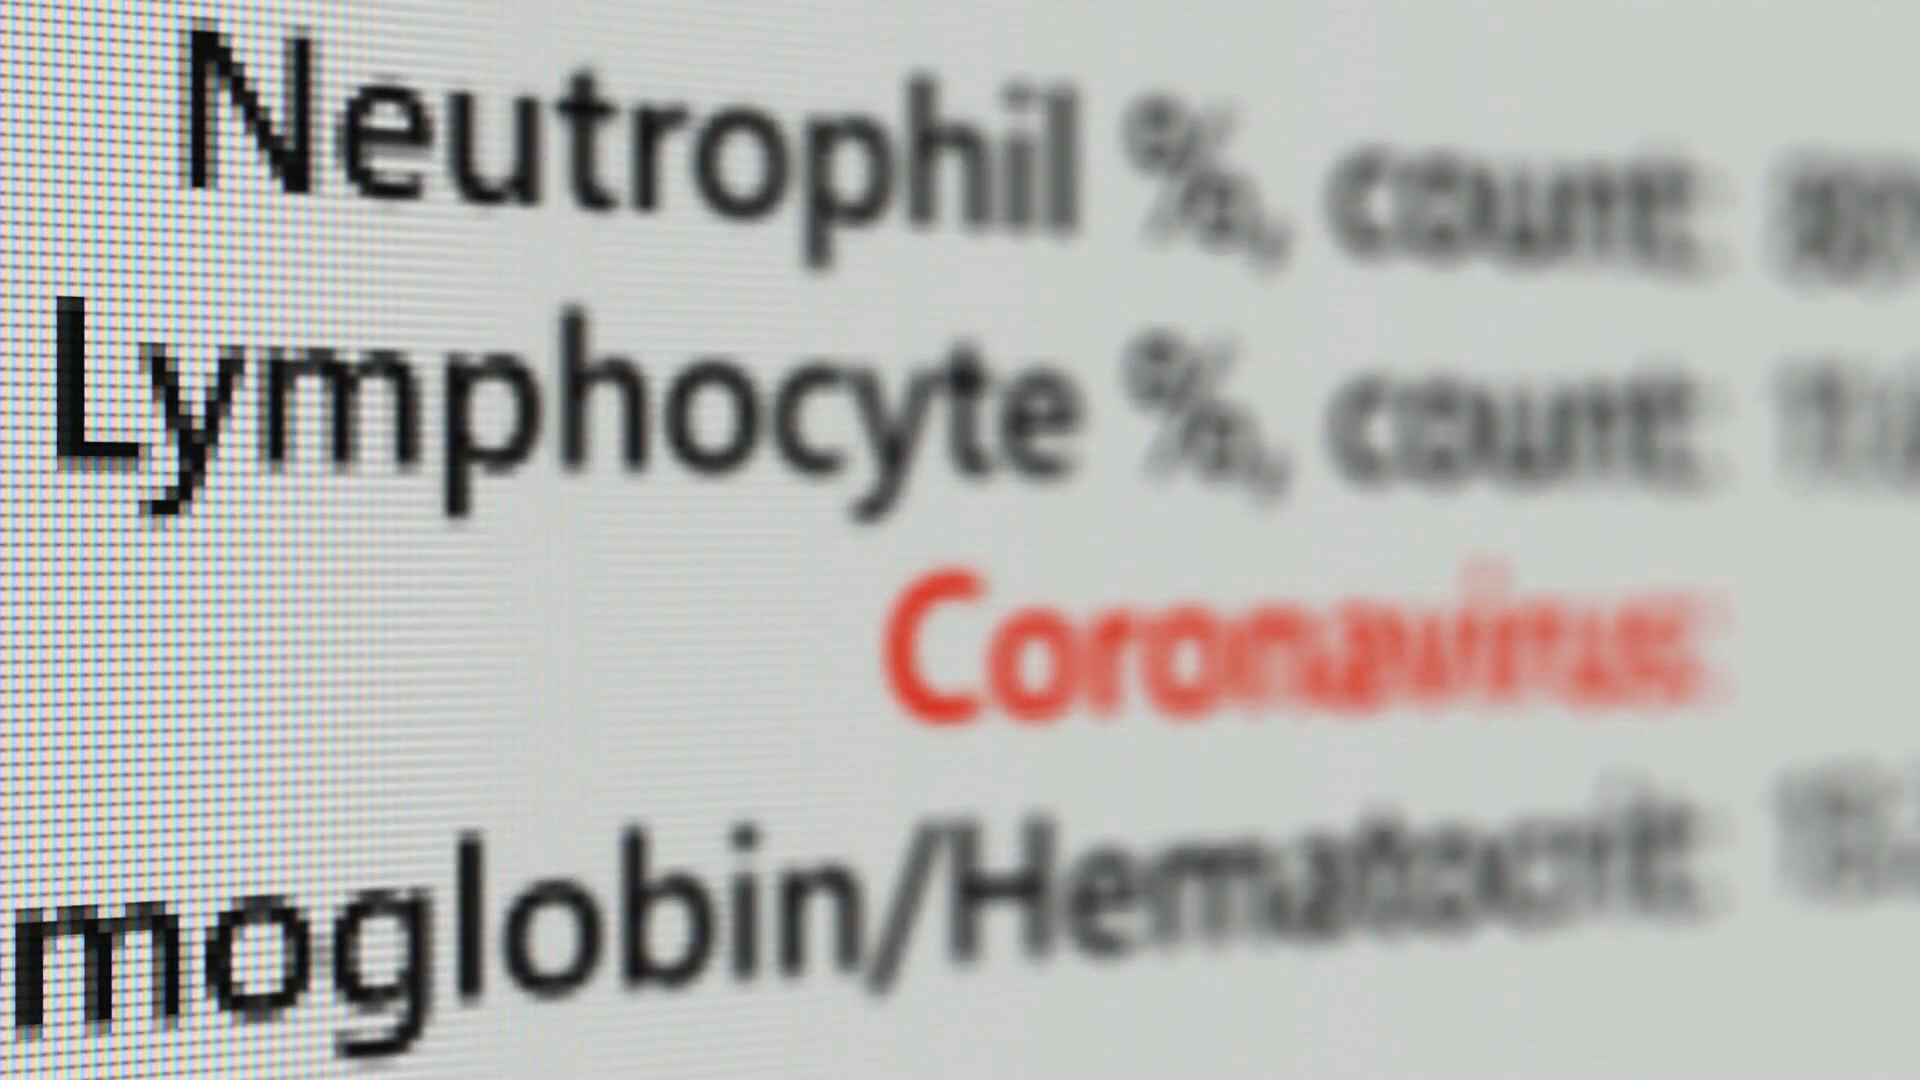 Neutrophil %, count:
Lymphocyte %, count:
Coronavirus:
moglobin/Hematocrit: